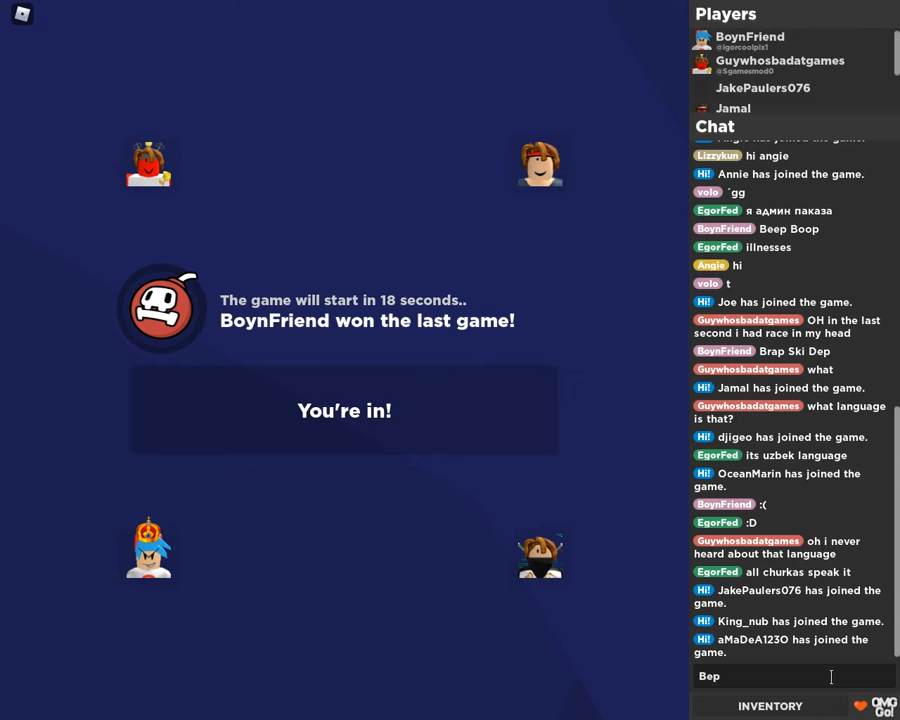 Players
BoynFriend
@igorcoolpix1
Guywhosbadatgames
@Sgamesmod0
JakePaulers076
Jamal
Chat
Angie has joined the game.
Lizzykun hi angie
Hi! Annie has joined the game.
volo ´gg
EgorFed я админ паказа
BoynFriend Beep Boop
EgorFed illnesses
Angie hi
volo t
Hi! Joe has joined the game.
Guywhosbadatgames OH in the last
second i had race in my head
BoynFriend Brap Ski Dep
Guywhosbadatgames what
Hi! Jamal has joined the game.
Guywhosbadatgames what language
is that?
Hi! djigeo has joined the game.
EgorFed its uzbek language
Hi! OceanMarin has joined the
game.
BoynFriend :(
EgorFed :D
Guywhosbadatgames oh i never
heard about that language
EgorFed all churkas speak it
Hi! JakePaulers076 has joined the
game.
Hi! King_nub has joined the game.
Hi! aMaDeA123O has joined the
game.
Bep
INVENTORY
OMG
Go!
The game will start in 18 seconds..
BoynFriend won the last game!
You're in!